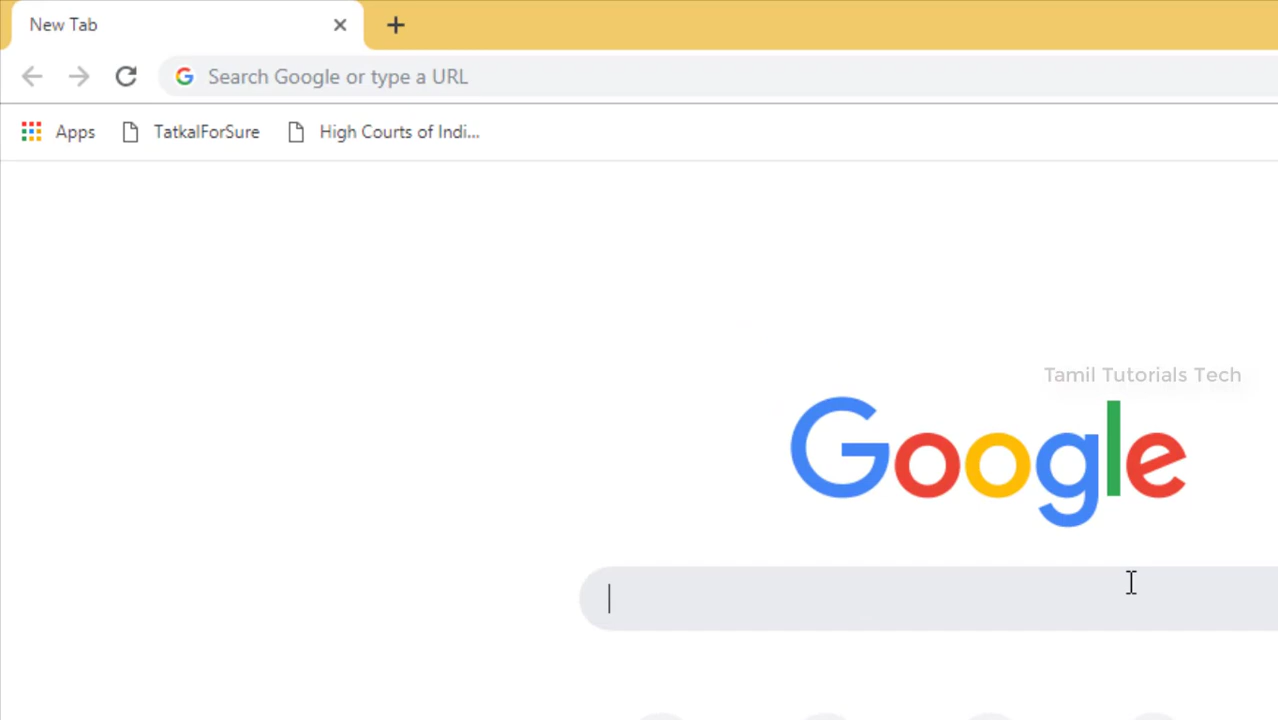 New Tab
Search Google or type a URL
Apps TatkalForSure High Courts of Indi...
Tamil Tutorials Tech
Google